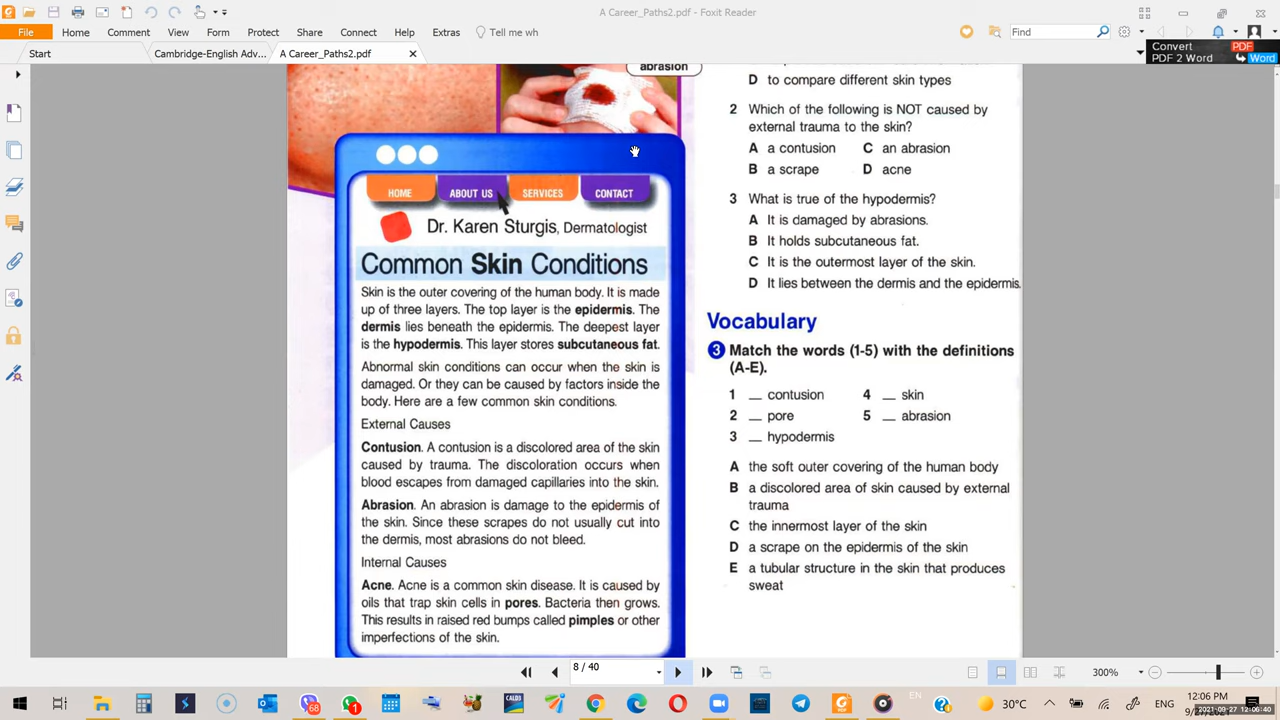 A Career_Paths2.pdf - Foxit Reader
File Home Comment View Form Protect Share Connect Help Extras Tell me wh Find
Start Cambridge-English Adv... A Career_Paths2.pdf
Convert PDF
PDF 2 Word Word
abrasion
HOME ABOUT US SERVICES CONTACT
Dr. Karen Sturgis, Dermatologist
Common Skin Conditions
Skin is the outer covering of the human body. It is made
up of three layers. The top layer is the epidermis. The
dermis lies beneath the epidermis. The deepest layer
is the hypodermis. This layer stores subcutaneous fat.
Abnormal skin conditions can occur when the skin is
damaged. Or they can be caused by factors inside the
body. Here are a few common skin conditions.
External Causes
Contusion. A contusion is a discolored area of the skin
caused by trauma. The discoloration occurs when
blood escapes from damaged capillaries into the skin.
Abrasion. An abrasion is damage to the epidermis of
the skin. Since these scrapes do not usually cut into
the dermis, most abrasions do not bleed.
Internal Causes
Acne. Acne is a common skin disease. It is caused by
oils that trap skin cells in pores. Bacteria then grows.
This results in raised red bumps called pimples or other
imperfections of the skin.
D to compare different skin types
2 Which of the following is NOT caused by
external trauma to the skin?
A a contusion C an abrasion
B a scrape D acne
3 What is true of the hypodermis?
A It is damaged by abrasions.
B It holds subcutaneous fat.
C It is the outermost layer of the skin.
D It lies between the dermis and the epidermis.
Vocabulary
3 Match the words (1-5) with the definitions
(A-E).
1 __ contusion 4 __ skin
2 __ pore 5 __ abrasion
3 __ hypodermis
A the soft outer covering of the human body
B a discolored area of skin caused by external
trauma
C the innermost layer of the skin
D a scrape on the epidermis of the skin
E a tubular structure in the skin that produces
sweat
8 / 40
300%
68
1
CALD3
EN
30°C
ENG
12:06 PM
2021-09-27 12:06:40